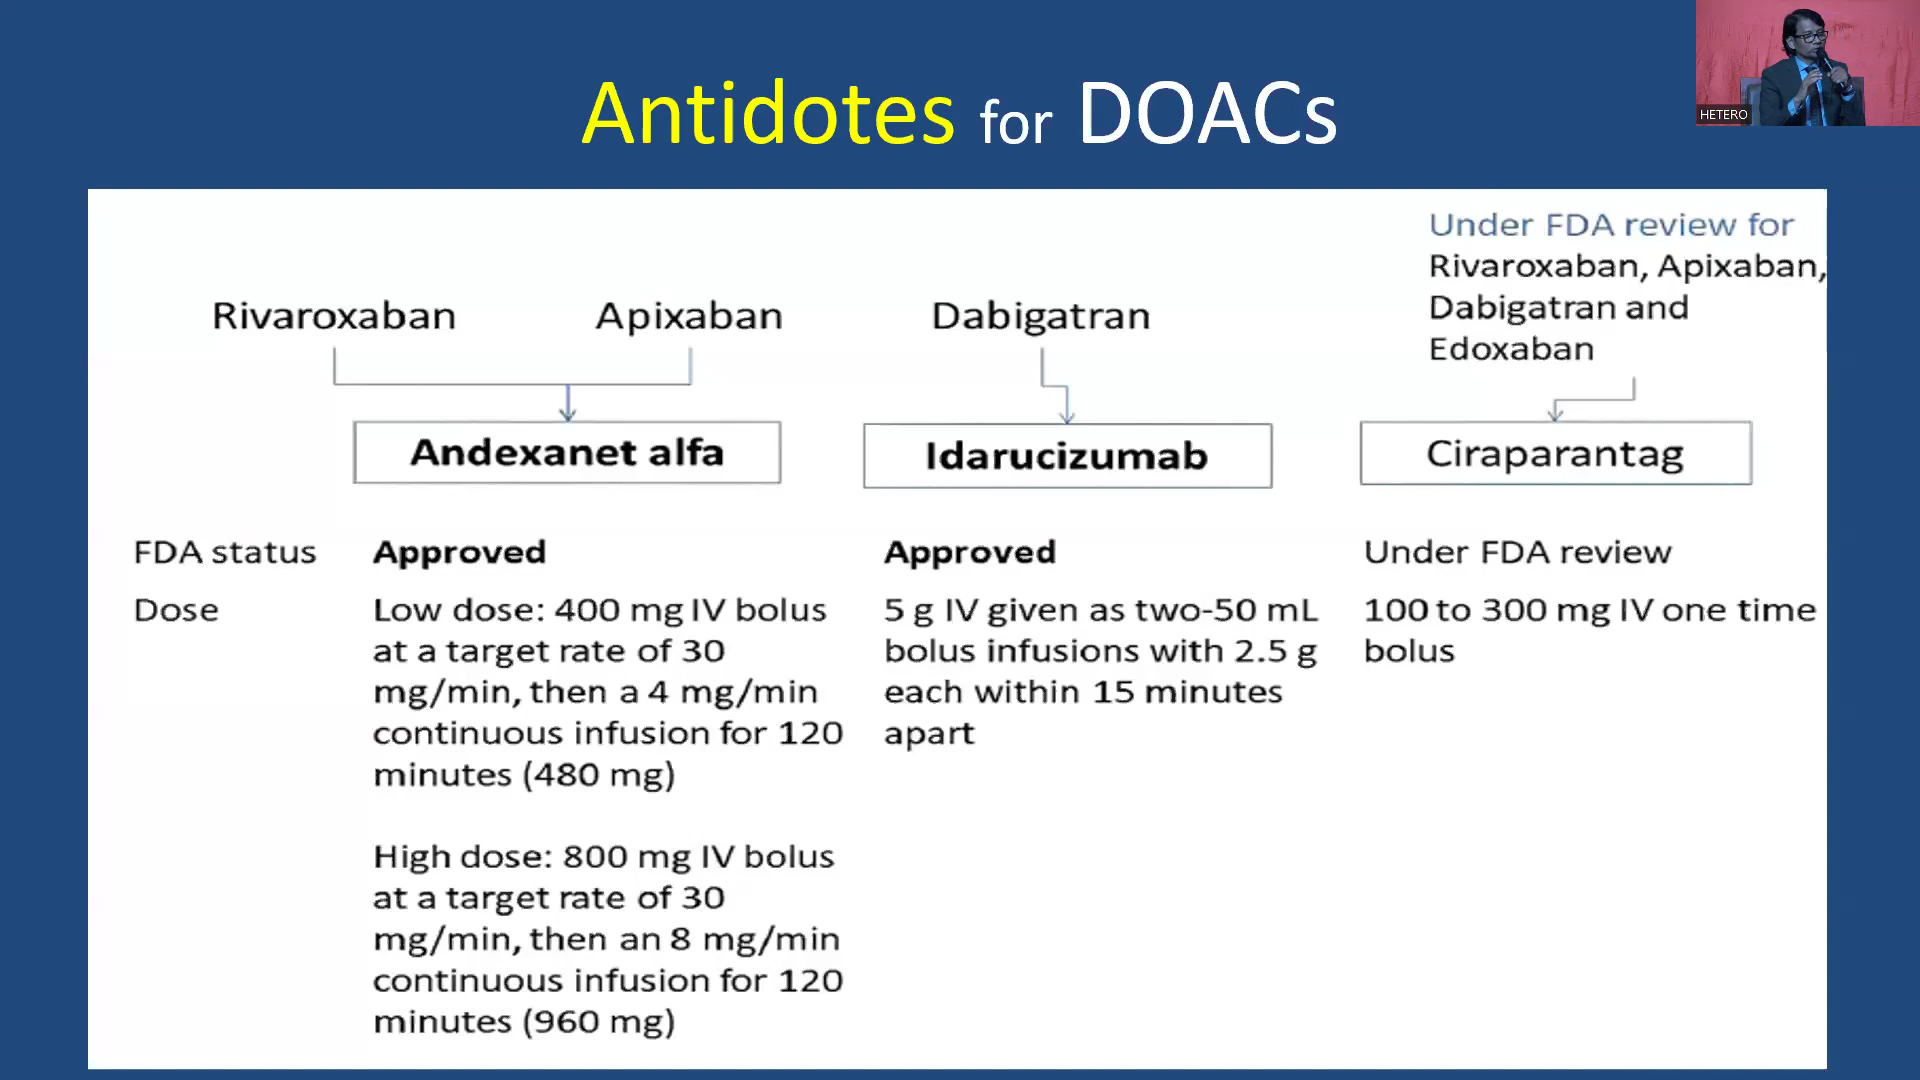 Antidotes for DOACs
HETERO
Under FDA review for
Rivaroxaban, Apixaban,
Dabigatran and
Edoxaban
Rivaroxaban
Apixaban
Dabigatran
Andexanet alfa
Idarucizumab
Ciraparantag
FDA status
Approved
Approved
Under FDA review
Dose
Low dose: 400 mg IV bolus
at a target rate of 30
mg/min, then a 4 mg/min
continuous infusion for 120
minutes (480 mg)
High dose: 800 mg IV bolus
at a target rate of 30
mg/min, then an 8 mg/min
continuous infusion for 120
minutes (960 mg)
5 g IV given as two-50 mL
bolus infusions with 2.5 g
each within 15 minutes
apart
100 to 300 mg IV one time
bolus